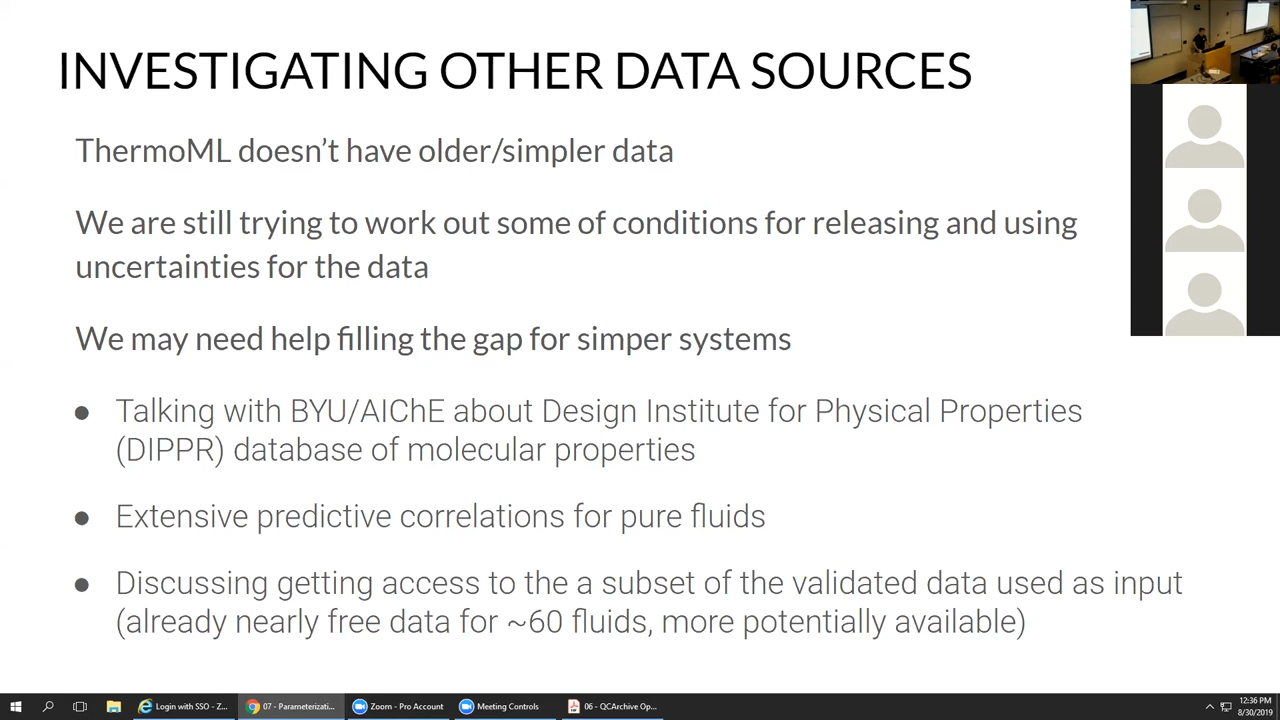 INVESTIGATING OTHER DATA SOURCES
ThermoML doesn't have older/simpler data
We are still trying to work out some of conditions for releasing and using
uncertainties for the data
We may need help filling the gap for simper systems
● Talking with BYU/AIChE about Design Institute for Physical Properties
(DIPPR) database of molecular properties
● Extensive predictive correlations for pure fluids
● Discussing getting access to the a subset of the validated data used as input
(already nearly free data for ~60 fluids, more potentially available)
Login with SSO - Z...
07 - Parameterizati...
Zoom - Pro Account
Meeting Controls
06 - QCArchive Op...
12:36 PM
8/30/2019